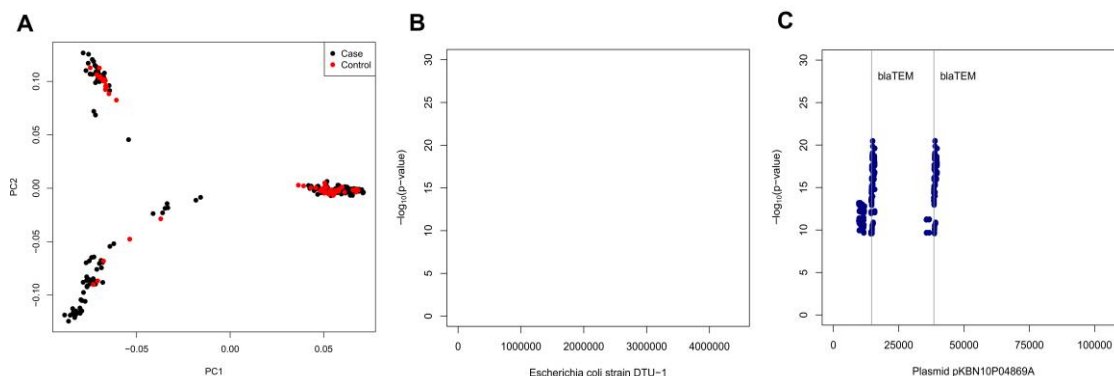 A
Case
Control
0.10
0.05
0.00
−0.05
−0.10
PC2
−0.05
0.00
0.05
PC1
B
30
25
20
15
10
5
0
−log10(p−value)
0
1000000
2000000
3000000
4000000
Escherichia coli strain DTU−1
C
blaTEM
blaTEM
30
25
20
15
10
5
0
−log10(p−value)
0
25000
50000
75000
100000
Plasmid pKBN10P04869A